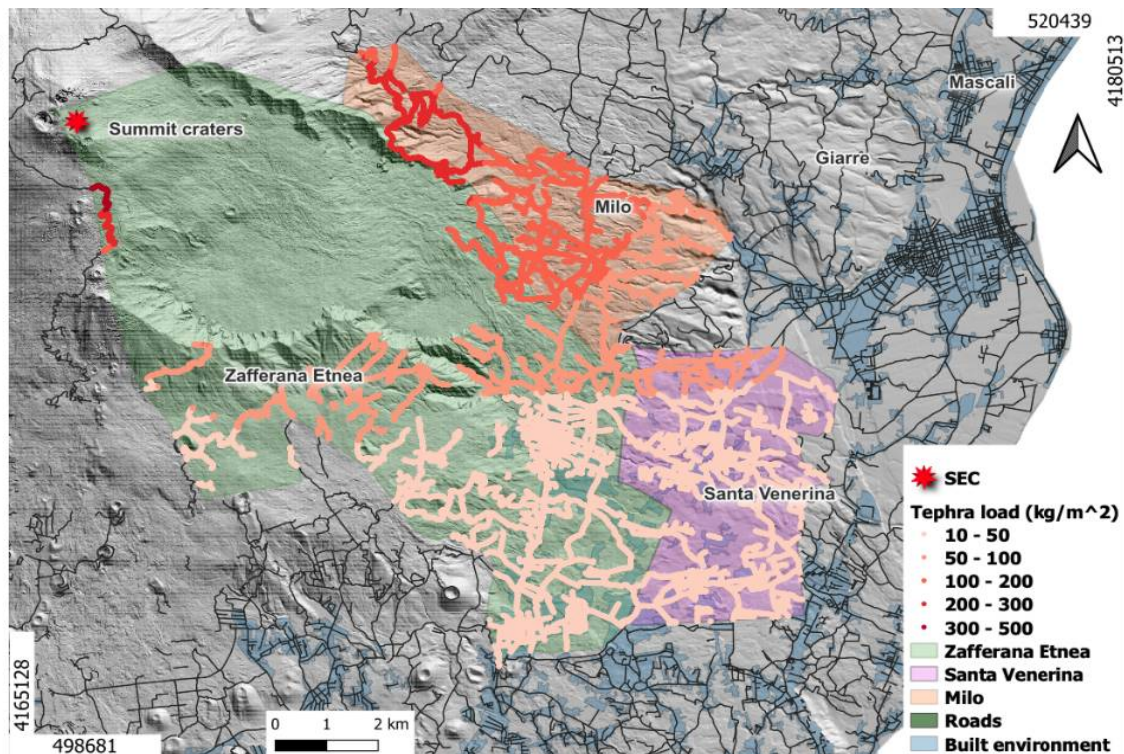 520439
4180513
Mascali
Summit craters
Giarre
Milo
Zafferana Etnea
Santa Venerina
SEC
Tephra load (kg/m^2)
10 - 50
50 - 100
100 - 200
200 - 300
300 - 500
Zafferana Etnea
Santa Venerina
Milo
Roads
Built environment
4165128
0 1 2 km
498681